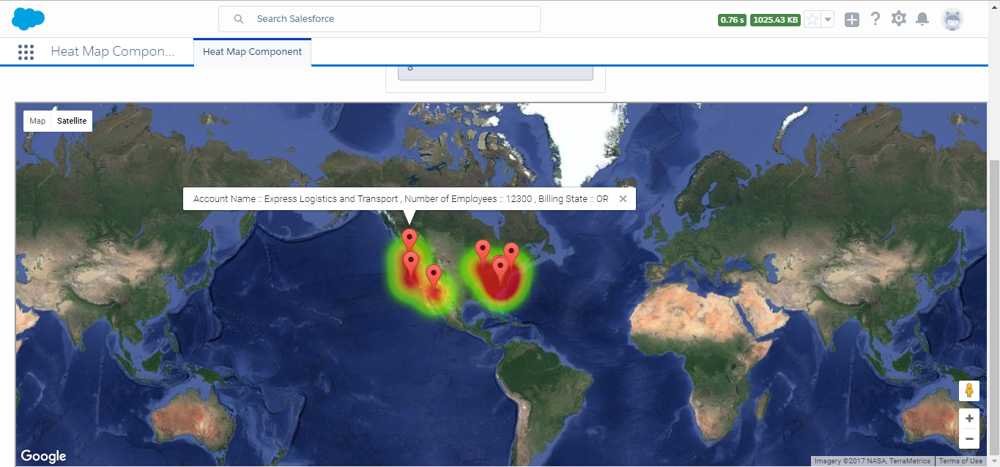 Search Salesforce
0.76 s
1025.43 KB
Heat Map Compon...
Heat Map Component
Map
Satellite
Account Name :: Express Logistics and Transport , Number of Employees :: 12300 , Billing State :: OR
Google
Imagery ©2017 NASA, TerraMetrics
Terms of Use